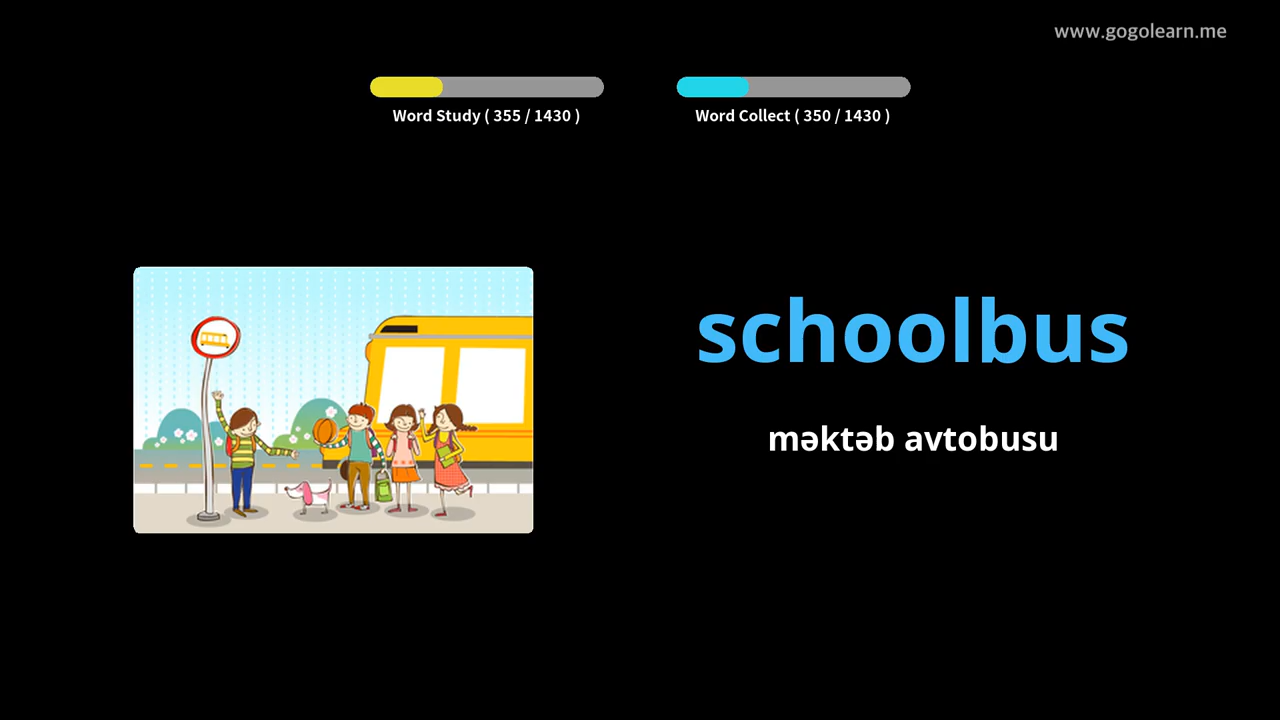 www.gogolearn.me
Word Study ( 355 / 1430 )
Word Collect ( 350 / 1430 )
schoolbus
məktəb avtobusu